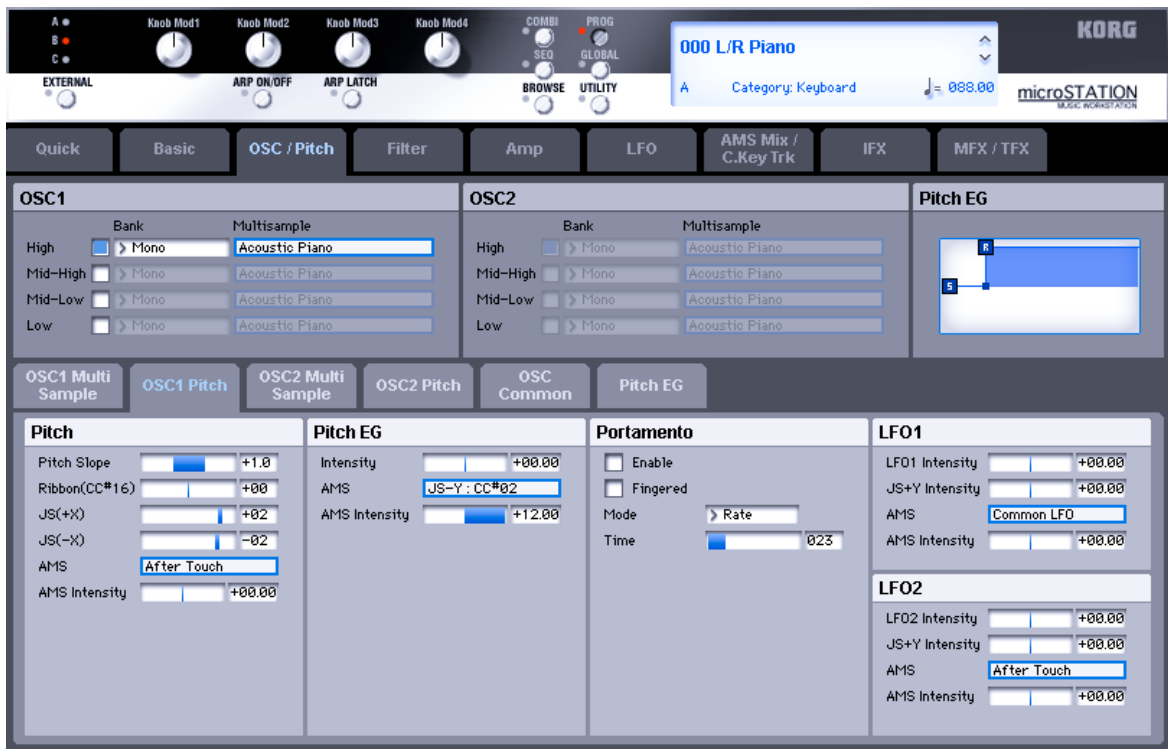 A
B
C
Knob Mod1 Knob Mod2 Knob Mod3 Knob Mod4
COMBI PROG
SEQ GLOBAL
EXTERNAL ARP ON/OFF ARP LATCH BROWSE UTILITY
000 L/R Piano
A Category: Keyboard ♩= 088.00
KORG
microSTATION
MUSIC WORKSTATION
Quick Basic OSC / Pitch Filter Amp LFO AMS Mix / C.Key Trk IFX MFX / TFX
OSC1
Bank Multisample
High > Mono Acoustic Piano
Mid-High > Mono Acoustic Piano
Mid-Low > Mono Acoustic Piano
Low > Mono Acoustic Piano
OSC2
Bank Multisample
High > Mono Acoustic Piano
Mid-High > Mono Acoustic Piano
Mid-Low > Mono Acoustic Piano
Low > Mono Acoustic Piano
Pitch EG
R
S
OSC1 Multi Sample OSC1 Pitch OSC2 Multi Sample OSC2 Pitch OSC Common Pitch EG
Pitch
Pitch Slope +1.0
Ribbon(CC#16) +00
JS(+X) +02
JS(-X) -02
AMS After Touch
AMS Intensity +00.00
Pitch EG
Intensity +00.00
AMS JS-Y : CC#02
AMS Intensity +12.00
Portamento
Enable
Fingered
Mode > Rate
Time 023
LFO1
LFO1 Intensity +00.00
JS+Y Intensity +00.00
AMS Common LFO
AMS Intensity +00.00
LFO2
LFO2 Intensity +00.00
JS+Y Intensity +00.00
AMS After Touch
AMS Intensity +00.00